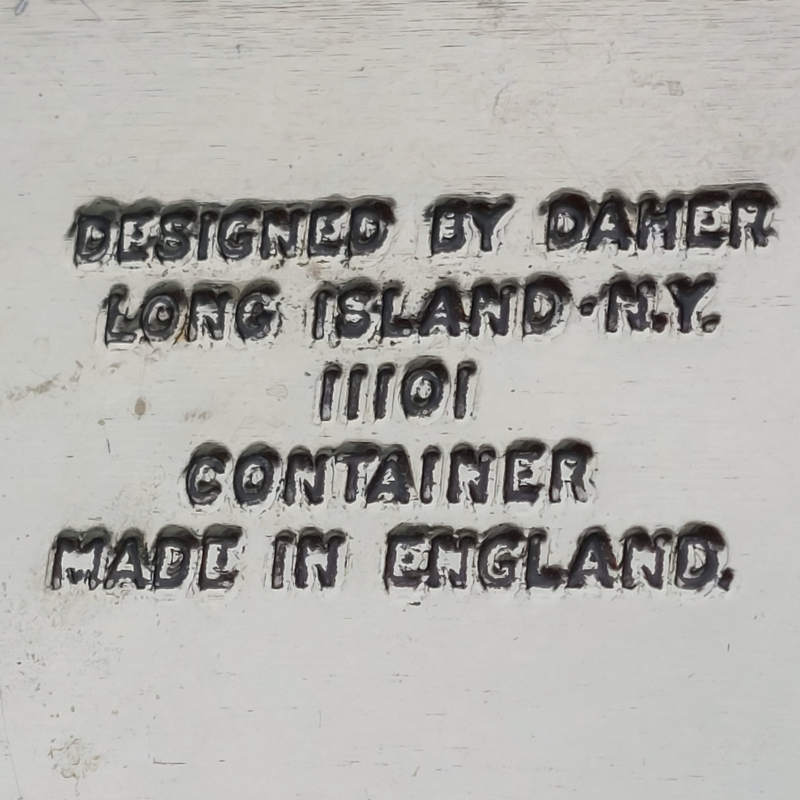 DESIGNED BY DAHER
LONG ISLAND·N.Y.
11101
CONTAINER
MADE IN ENGLAND.